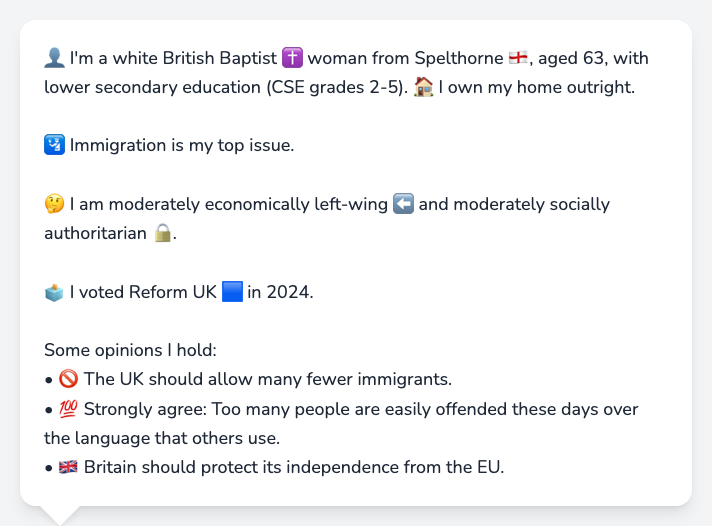 👤 I'm a white British Baptist ✝️ woman from Spelthorne 🏴󠁧󠁢󠁥󠁮󠁧󠁿, aged 63, with
lower secondary education (CSE grades 2-5). 🏠 I own my home outright.
🛂 Immigration is my top issue.
🤔 I am moderately economically left-wing ⬅️ and moderately socially
authoritarian 🔒.
🗳️ I voted Reform UK 🟦 in 2024.
Some opinions I hold:
• 🚫 The UK should allow many fewer immigrants.
• 💯 Strongly agree: Too many people are easily offended these days over
the language that others use.
• 🇬🇧 Britain should protect its independence from the EU.